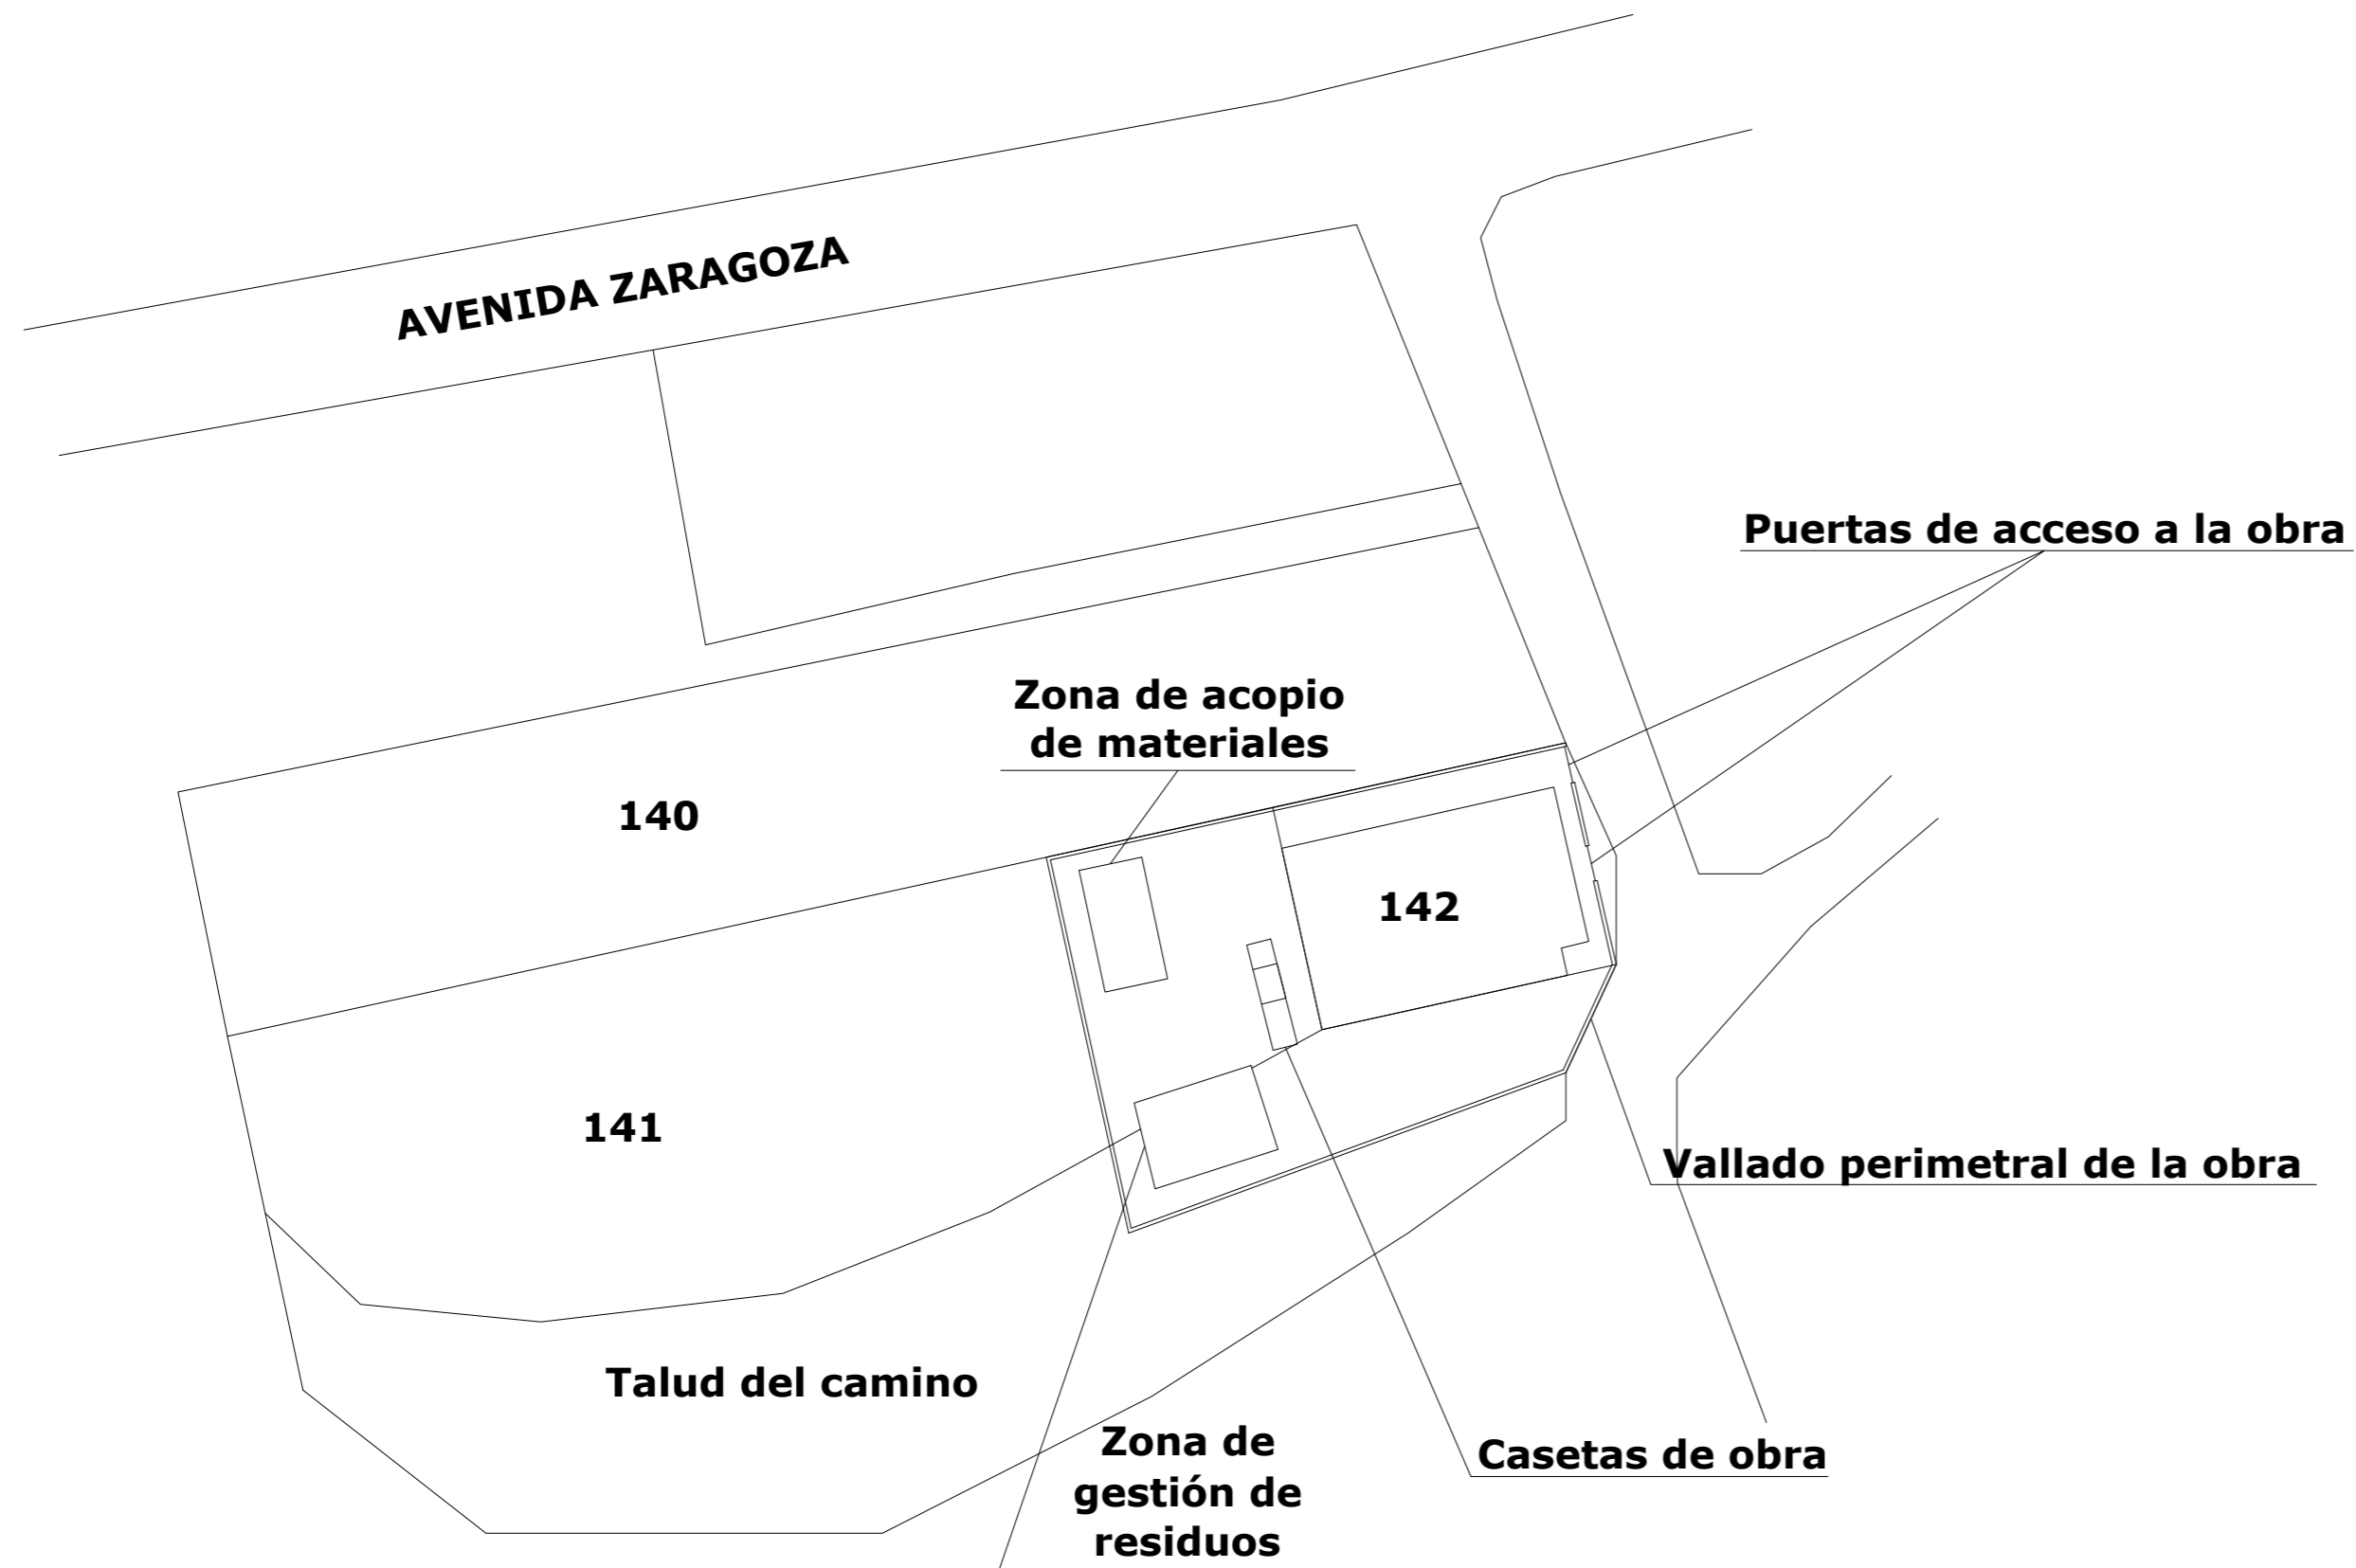 AVENIDA ZARAGOZA
Puertas de acceso a la obra
Zona de acopio
de materiales
140
142
141
Vallado perimetral de la obra
Talud del camino
Zona de
gestión de
residuos
Casetas de obra